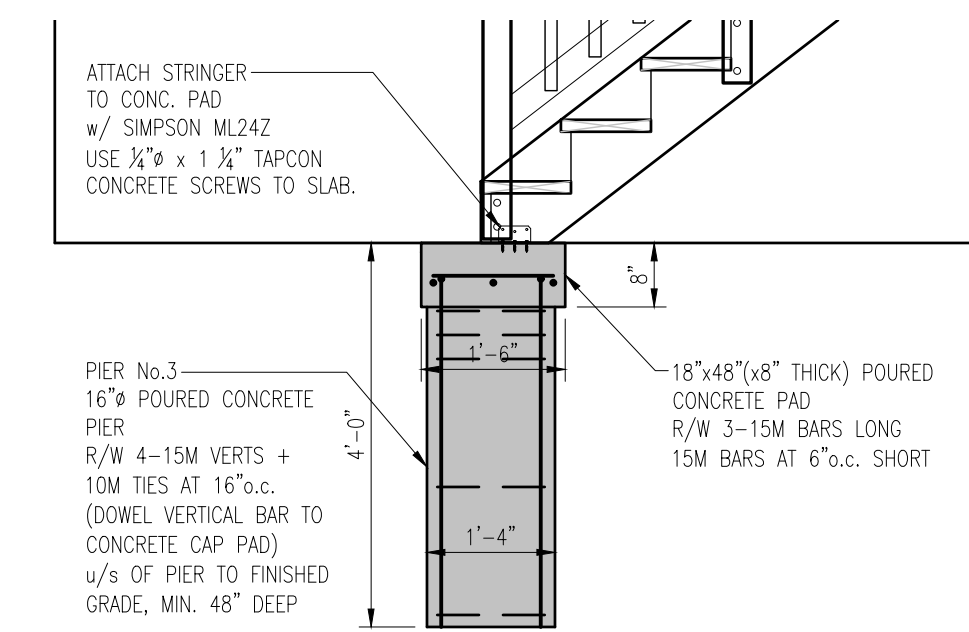 ATTACH STRINGER
TO CONC. PAD
w/ SIMPSON ML24Z
USE ¼"ø x 1 ¼" TAPCON
CONCRETE SCREWS TO SLAB.
8"
1'-6"
4'-0"
1'-4"
PIER No.3
16"ø POURED CONCRETE
PIER
R/W 4-15M VERTS +
10M TIES AT 16"o.c.
(DOWEL VERTICAL BAR TO
CONCRETE CAP PAD)
u/s OF PIER TO FINISHED
GRADE, MIN. 48" DEEP
18"x48"(x8" THICK) POURED
CONCRETE PAD
R/W 3-15M BARS LONG
15M BARS AT 6"o.c. SHORT